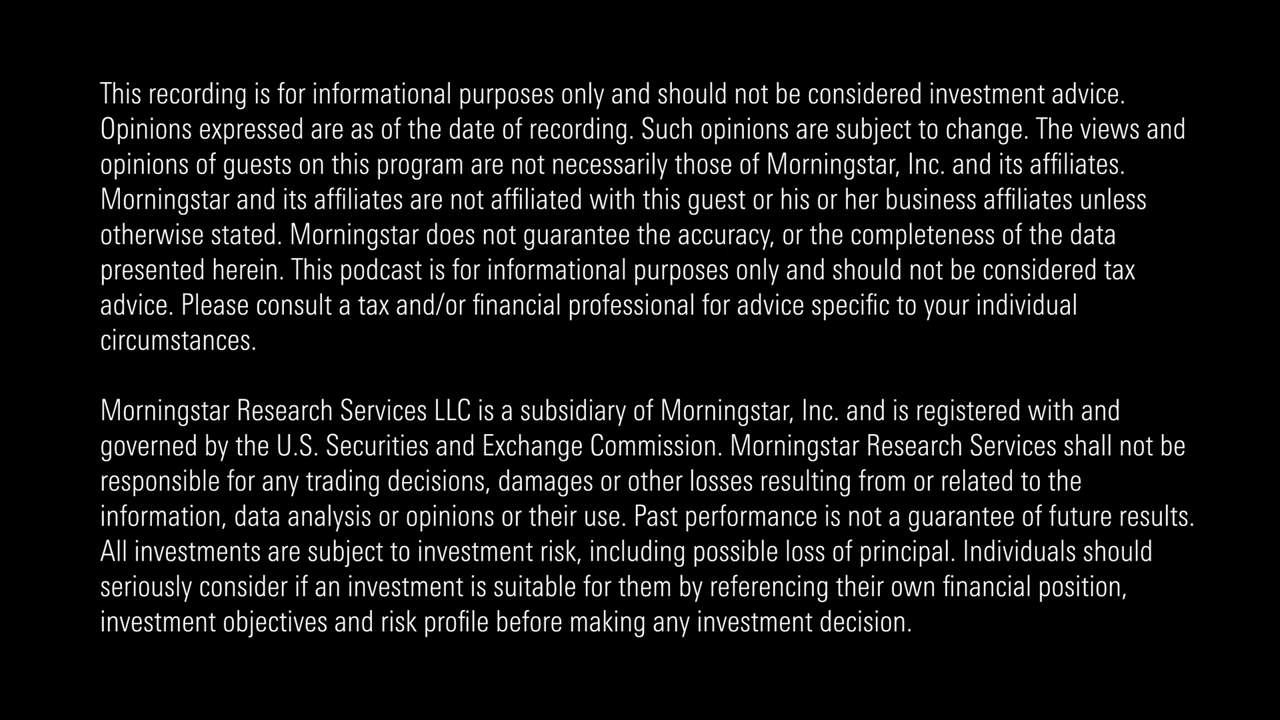 This recording is for informational purposes only and should not be considered investment advice.
Opinions expressed are as of the date of recording. Such opinions are subject to change. The views and
opinions of guests on this program are not necessarily those of Morningstar, Inc. and its affiliates.
Morningstar and its affiliates are not affiliated with this guest or his or her business affiliates unless
otherwise stated. Morningstar does not guarantee the accuracy, or the completeness of the data
presented herein. This podcast is for informational purposes only and should not be considered tax
advice. Please consult a tax and/or financial professional for advice specific to your individual
circumstances.
Morningstar Research Services LLC is a subsidiary of Morningstar, Inc. and is registered with and
governed by the U.S. Securities and Exchange Commission. Morningstar Research Services shall not be
responsible for any trading decisions, damages or other losses resulting from or related to the
information, data analysis or opinions or their use. Past performance is not a guarantee of future results.
All investments are subject to investment risk, including possible loss of principal. Individuals should
seriously consider if an investment is suitable for them by referencing their own financial position,
investment objectives and risk profile before making any investment decision.